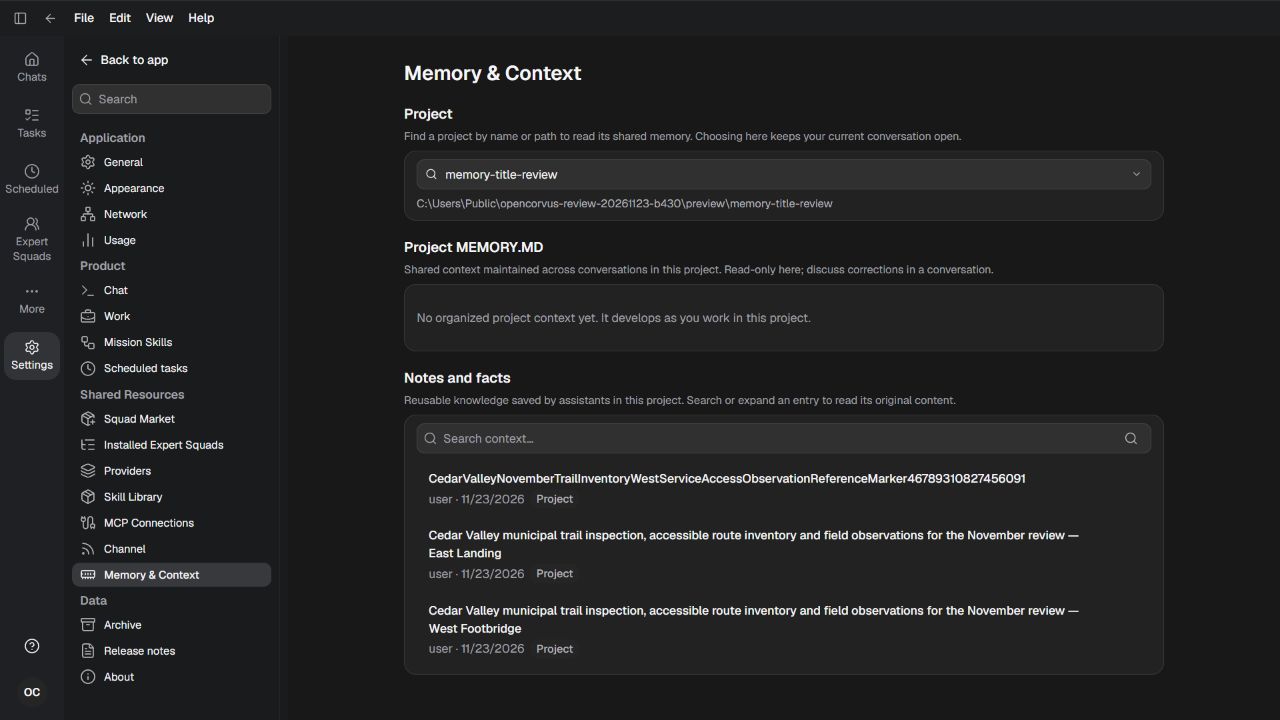 File Edit View Help
Chats
Tasks
Scheduled
Expert
Squads
More
Settings
OC
Back to app
Search
Application
General
Appearance
Network
Usage
Product
Chat
Work
Mission Skills
Scheduled tasks
Shared Resources
Squad Market
Installed Expert Squads
Providers
Skill Library
MCP Connections
Channel
Memory & Context
Data
Archive
Release notes
About
Memory & Context
Project
Find a project by name or path to read its shared memory. Choosing here keeps your current conversation open.
memory-title-review
C:\Users\Public\opencorvus-review-20261123-b430\preview\memory-title-review
Project MEMORY.MD
Shared context maintained across conversations in this project. Read-only here; discuss corrections in a conversation.
No organized project context yet. It develops as you work in this project.
Notes and facts
Reusable knowledge saved by assistants in this project. Search or expand an entry to read its original content.
Search context...
CedarValleyNovemberTrailInventoryWestServiceAccessObservationReferenceMarker46789310827456091
user · 11/23/2026 Project
Cedar Valley municipal trail inspection, accessible route inventory and field observations for the November review —
East Landing
user · 11/23/2026 Project
Cedar Valley municipal trail inspection, accessible route inventory and field observations for the November review —
West Footbridge
user · 11/23/2026 Project